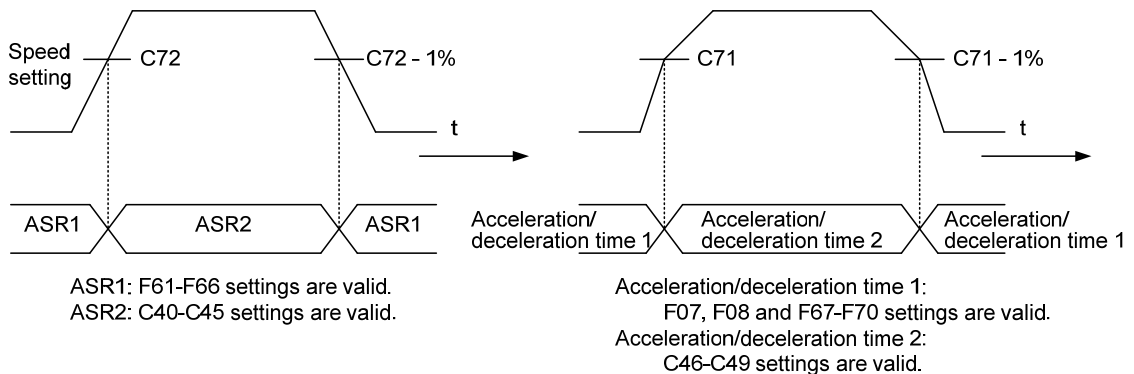 Speed
setting
C72
C72 - 1%
t
ASR1
ASR2
ASR1
ASR1: F61-F66 settings are valid.
ASR2: C40-C45 settings are valid.
C71
C71 - 1%
t
Acceleration/
deceleration time 1
Acceleration/
deceleration time 2
Acceleration/
deceleration time 1
Acceleration/deceleration time 1:
F07, F08 and F67-F70 settings are valid.
Acceleration/deceleration time 2:
C46-C49 settings are valid.